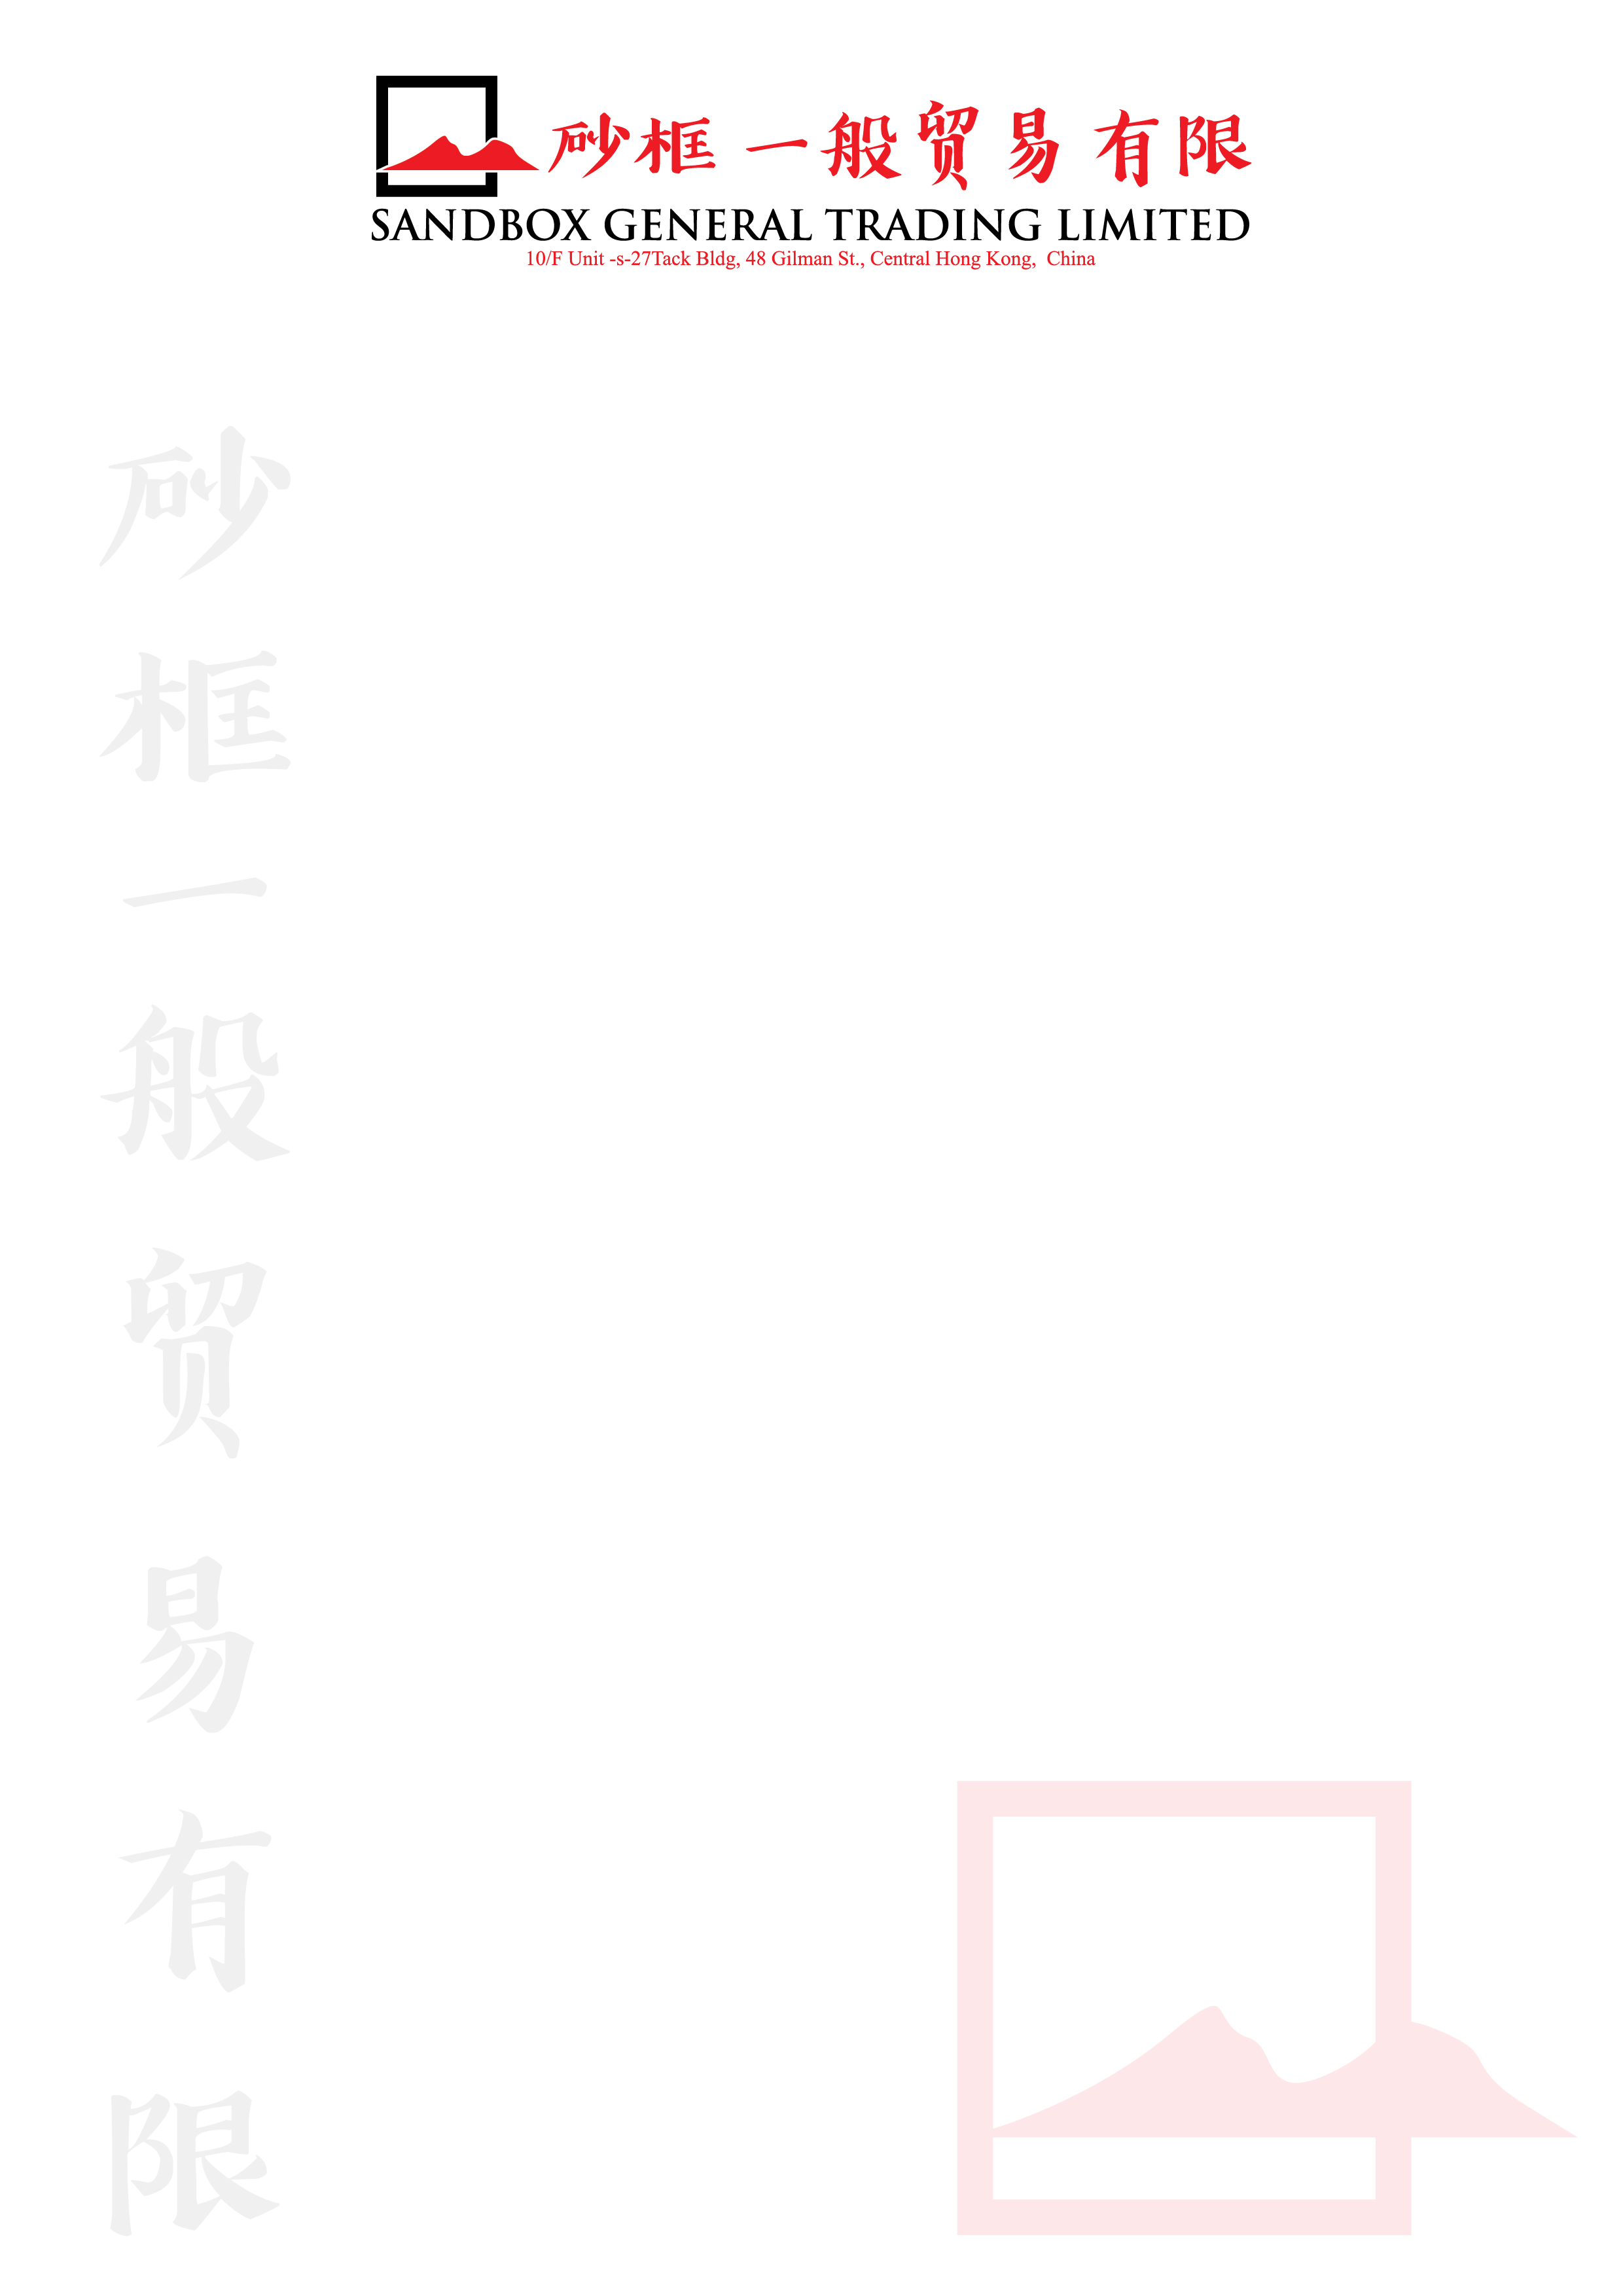 砂框 一般贸易 有限
SANDBOX GENERAL TRADING LIMITED
10/F Unit -s-27Tack Bldg, 48 Gilman St., Central Hong Kong,  China
砂
框
一
般
贸
易
有
限